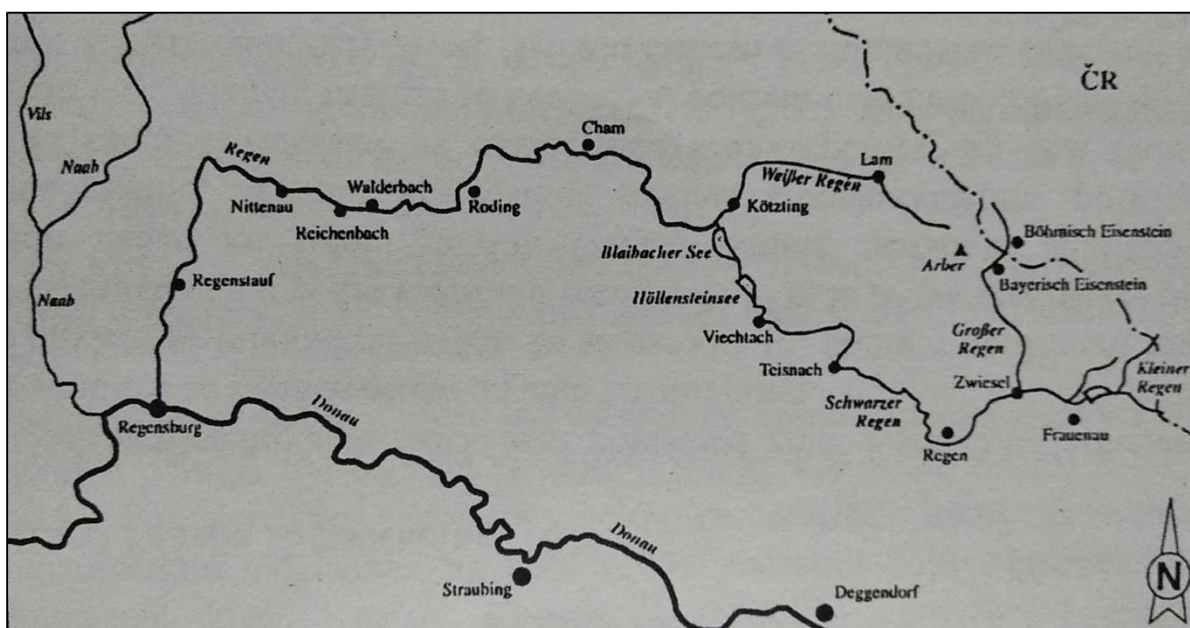 ČR
Vils
Naab
Regen
Cham
Lam
Weißer Regen
Walderbach
Nittenau
Roding
Kötzting
Reichenbach
Böhmisch Eisenstein
Blaibacher See
Arber
Bayerisch Eisenstein
Regenstauf
Naab
Höllensteinsee
Viechtach
Großer
Regen
Teisnach
Zwiesel
Kleiner
Regen
Schwarzer
Regen
Donau
Regensburg
Frauenau
Regen
Donau
Straubing
Deggendorf
N